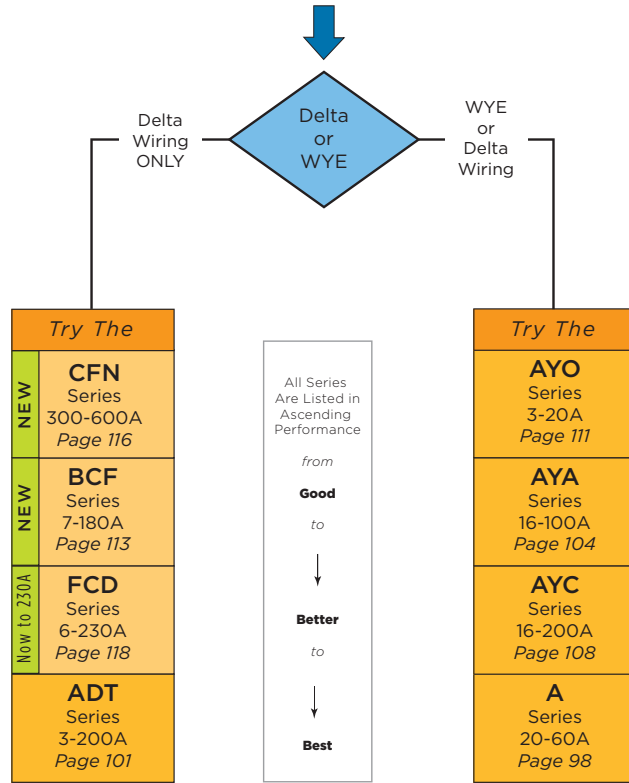 Delta
or
WYE
Delta
Wiring
ONLY
WYE
or
Delta
Wiring
Try The
NEW
CFN
Series
300-600A
Page 116
NEW
BCF
Series
7-180A
Page 113
Now to 230A
FCD
Series
6-230A
Page 118
ADT
Series
3-200A
Page 101
All Series
Are Listed in
Ascending
Performance
from
Good
to
Better
to
Best
Try The
AYO
Series
3-20A
Page 111
AYA
Series
16-100A
Page 104
AYC
Series
16-200A
Page 108
A
Series
20-60A
Page 98